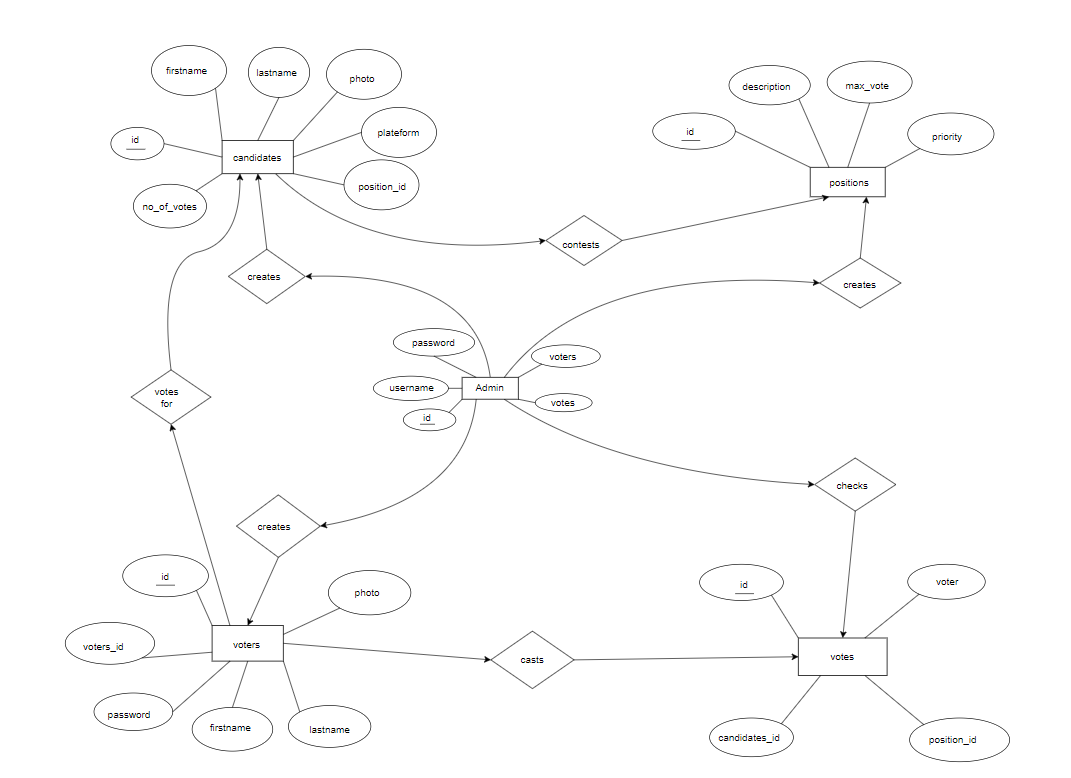 firstname
lastname
photo
id
plateform
candidates
position_id
no_of_votes
description
max_vote
id
priority
positions
contests
creates
creates
password
voters
username
Admin
votes
id
votes
for
checks
creates
id
photo
voters_id
voters
password
firstname
lastname
casts
id
voter
votes
candidates_id
position_id